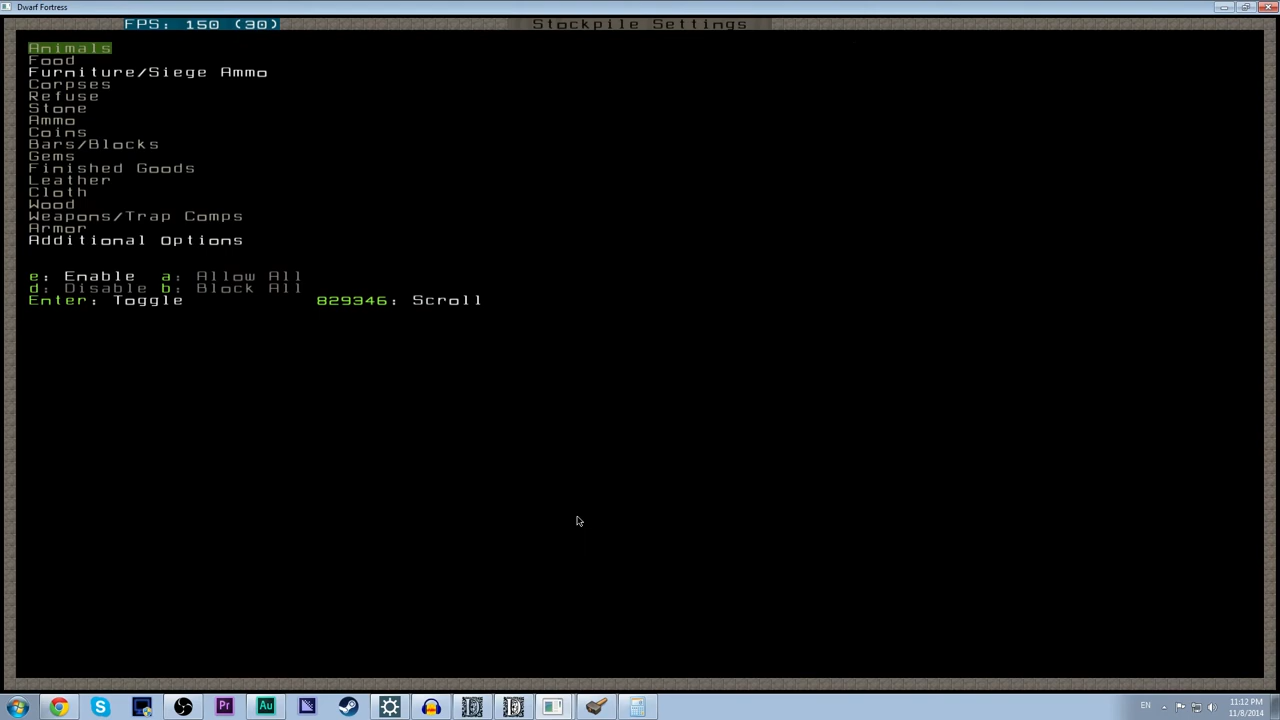 Dwarf Fortress
FPS: 150 (30)
Stockpile Settings
Animals
Food
Furniture/Siege Ammo
Corpses
Refuse
Stone
Ammo
Coins
Bars/Blocks
Gems
Finished Goods
Leather
Cloth
Wood
Weapons/Trap Comps
Armor
Additional Options
e: Enable a: Allow All
d: Disable b: Block All
Enter: Toggle 829346: Scroll
Pr
Au
EN
11:12 PM
11/8/2014